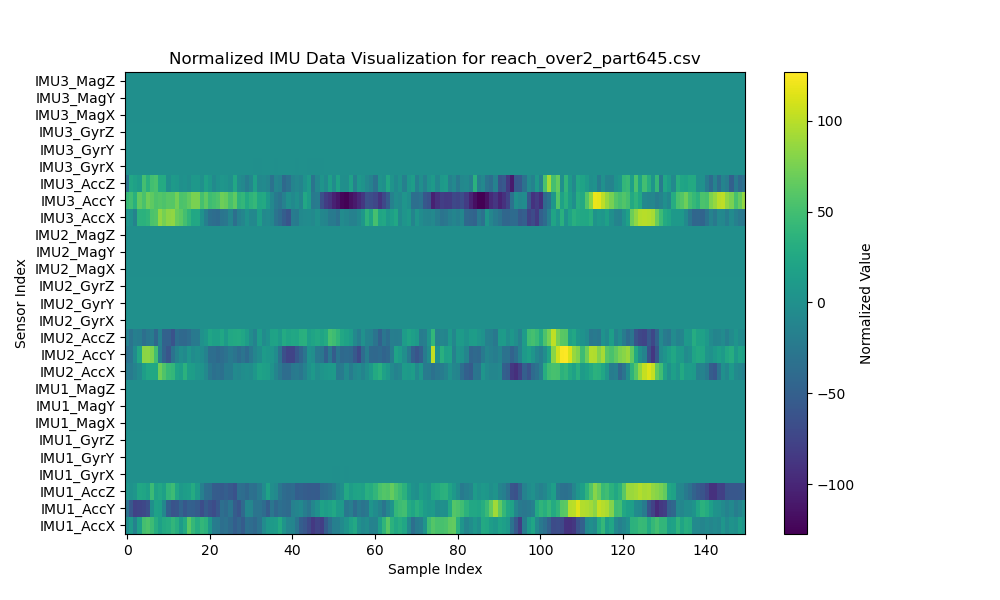 Normalized IMU Data Visualization for reach_over2_part645.csv
IMU3_MagZ
IMU3_MagY
IMU3_MagX
IMU3_GyrZ
IMU3_GyrY
IMU3_GyrX
IMU3_AccZ
IMU3_AccY
IMU3_AccX
IMU2_MagZ
IMU2_MagY
IMU2_MagX
IMU2_GyrZ
IMU2_GyrY
IMU2_GyrX
IMU2_AccZ
IMU2_AccY
IMU2_AccX
IMU1_MagZ
IMU1_MagY
IMU1_MagX
IMU1_GyrZ
IMU1_GyrY
IMU1_GyrX
IMU1_AccZ
IMU1_AccY
IMU1_AccX
Sensor Index
0 20 40 60 80 100 120 140
Sample Index
100
50
0
−50
−100
Normalized Value